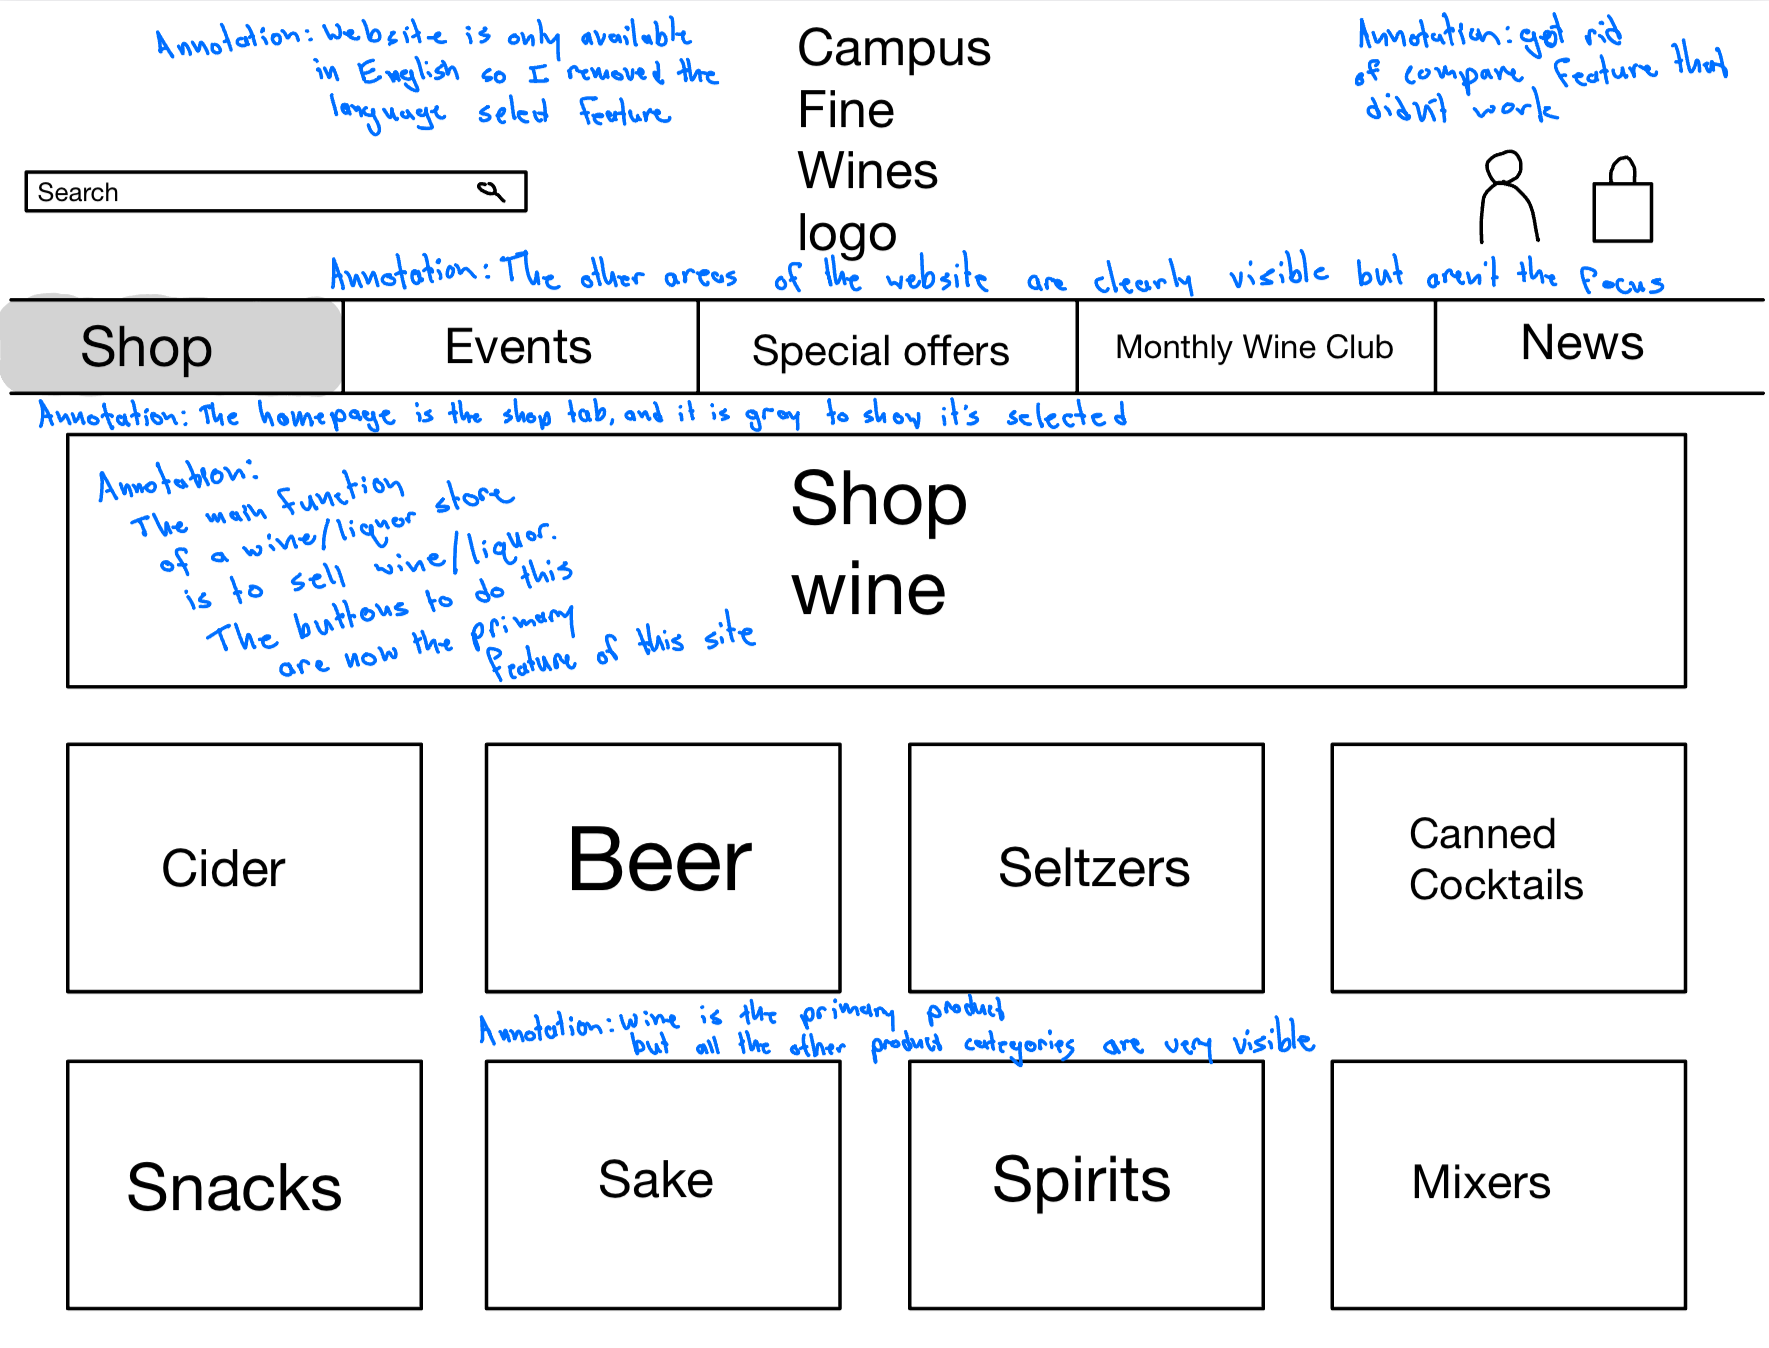 Annotation: Website is only available
in English so I removed the
language select feature
Campus
Fine
Wines
logo
Annotation: got rid
of compare feature that
didn't work
Search
Annotation: The other areas of the website are clearly visible but aren't the focus
Shop
Events
Special offers
Monthly Wine Club
News
Annotation: The homepage is the shop tab, and it is gray to show it's selected
Annotation:
The main function
of a wine/liquor store
is to sell wine/liquor.
The buttons to do this
are now the primary
feature of this site
Shop
wine
Cider
Beer
Seltzers
Canned
Cocktails
Annotation: wine is the primary product
but all the other product categories are very visible
Snacks
Sake
Spirits
Mixers